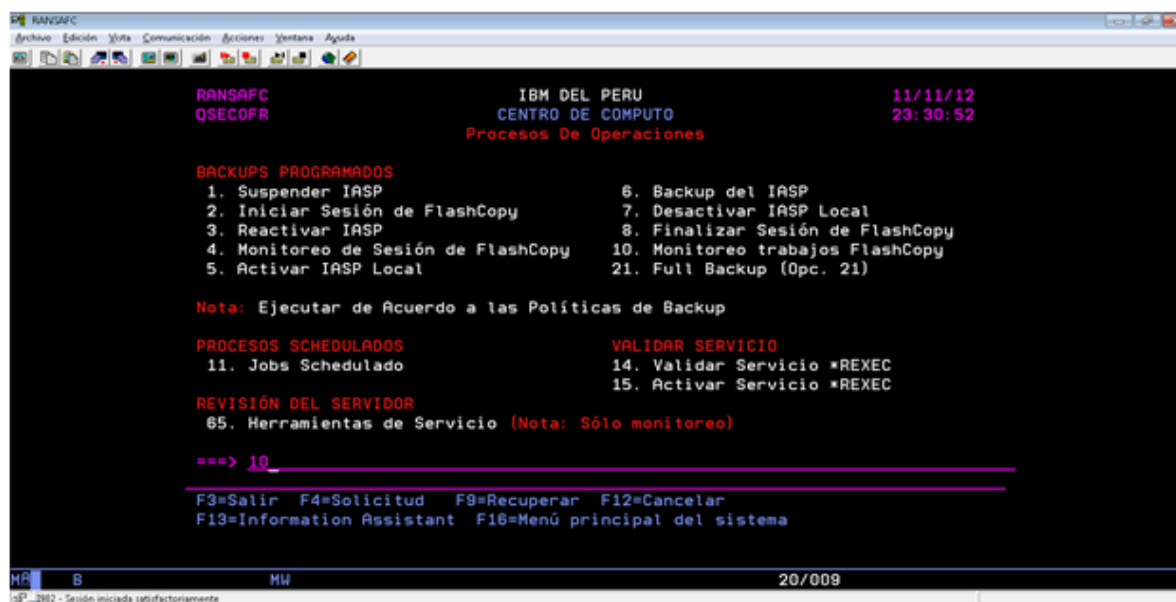 RANSAFC
Archivo Edición Vista Comunicación Acciones Ventana Ayuda
RANSAFC IBM DEL PERU 11/11/12
QSECOFR CENTRO DE COMPUTO 23:30:52
Procesos De Operaciones
BACKUPS PROGRAMADOS
1. Suspender IASP 6. Backup del IASP
2. Iniciar Sesión de FlashCopy 7. Desactivar IASP Local
3. Reactivar IASP 8. Finalizar Sesión de FlashCopy
4. Monitoreo de Sesión de FlashCopy 10. Monitoreo trabajos FlashCopy
5. Activar IASP Local 21. Full Backup (Opc. 21)
Nota: Ejecutar de Acuerdo a las Políticas de Backup
PROCESOS SCHEDULADOS VALIDAR SERVICIO
11. Jobs Schedulado 14. Validar Servicio *REXEC
15. Activar Servicio *REXEC
REVISIÓN DEL SERVIDOR
65. Herramientas de Servicio (Nota: Sólo monitoreo)
===> 10_
F3=Salir F4=Solicitud F9=Recuperar F12=Cancelar
F13=Information Assistant F16=Menú principal del sistema
MA B MW 20/009
I902 - Sesión iniciada satisfactoriamente